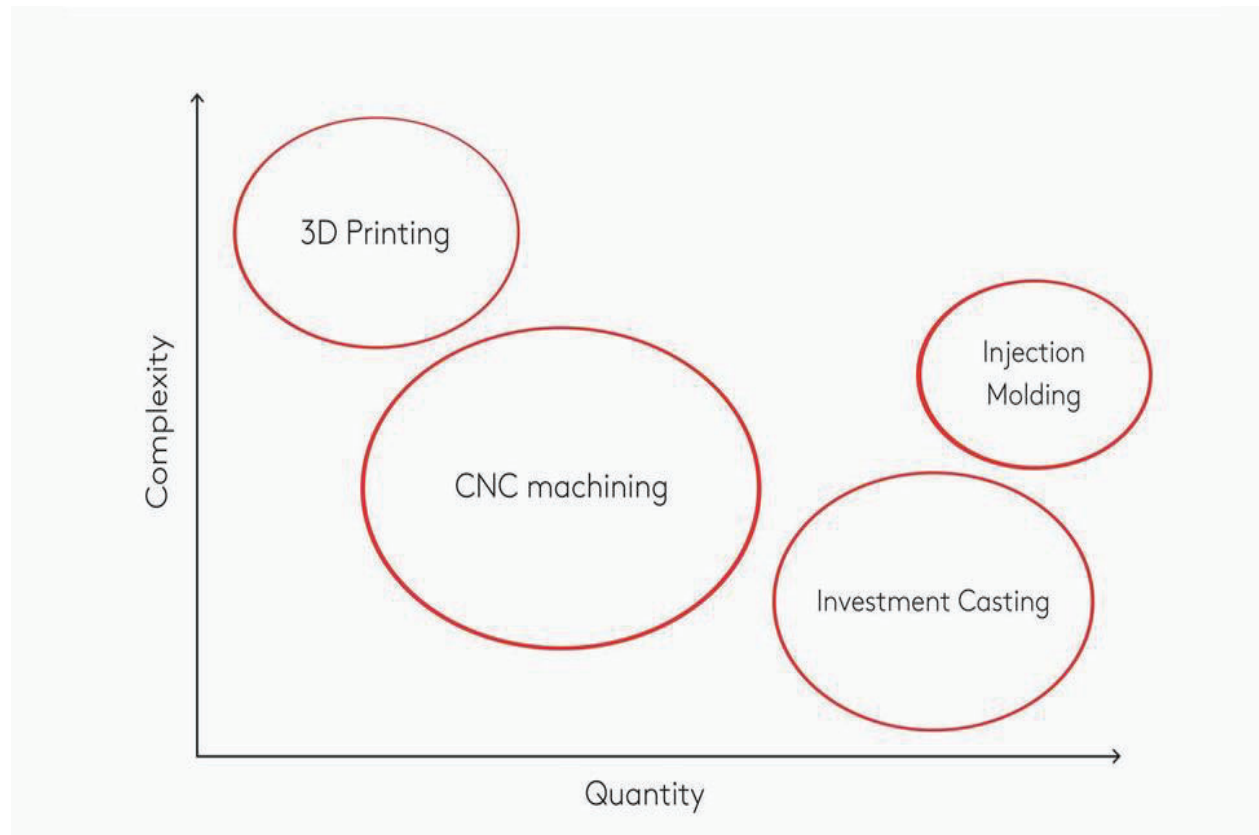 3D Printing
Injection
Molding
CNC machining
Investment Casting
Complexity
Quantity